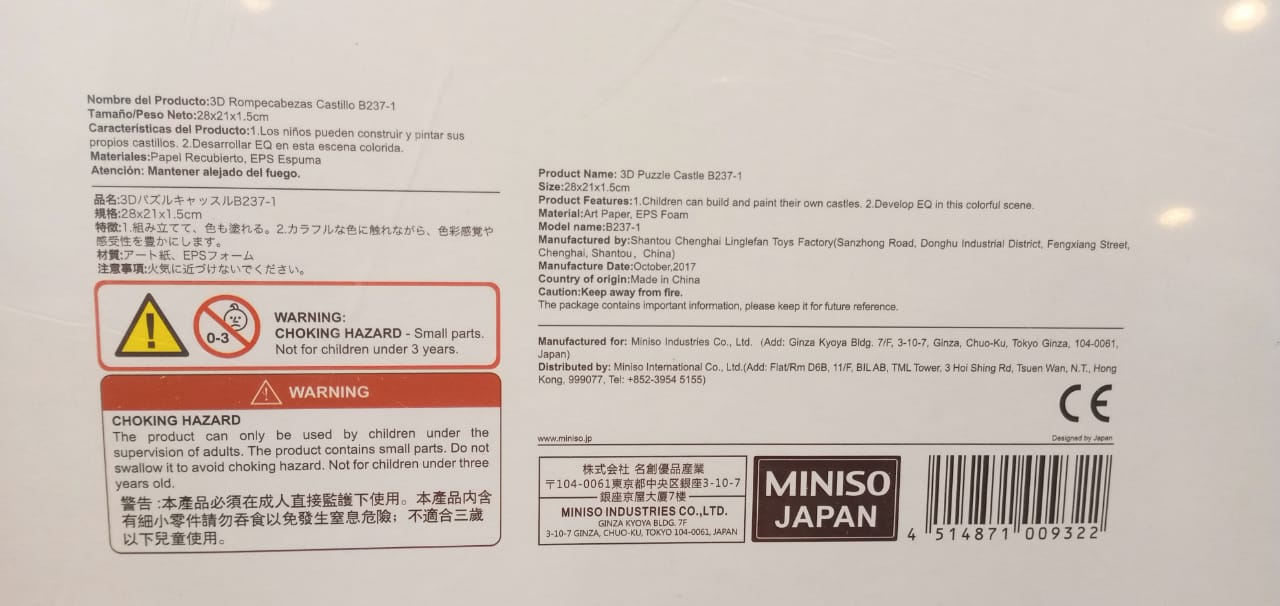 Nombre del Producto:3D Rompecabezas Castillo B237-1
Tamaño/Peso Neto:28x21x1.5cm
Características del Producto:1.Los niños pueden construir y pintar sus
propios castillos. 2.Desarrollar EQ en esta escena colorida.
Materiales:Papel Recubierto, EPS Espuma
Atención: Mantener alejado del fuego.
品名:3DパズルキャッスルB237-1
規格:28x21x1.5cm
特徴:1.組み立てて、色も塗れる。2.カラフルな色に触れながら、色彩感覚や
感受性を豊かにします。
材質:アート紙、EPSフォーム
注意事項:火気に近づけないでください。
0-3
WARNING:
CHOKING HAZARD - Small parts.
Not for children under 3 years.
WARNING
CHOKING HAZARD
The product can only be used by children under the
supervision of adults. The product contains small parts. Do not
swallow it to avoid choking hazard. Not for children under three
years old.
警告:本產品必須在成人直接監護下使用。本產品内含
有細小零件請勿吞食以免發生窒息危險；不適合三歲
以下兒童使用。
Product Name: 3D Puzzle Castle B237-1
Size:28x21x1.5cm
Product Features:1.Children can build and paint their own castles. 2.Develop EQ in this colorful scene.
Material:Art Paper, EPS Foam
Model name:B237-1
Manufactured by:Shantou Chenghai Linglefan Toys Factory(Sanzhong Road, Donghu Industrial District, Fengxiang Street,
Chenghai, Shantou, China)
Manufacture Date:October,2017
Country of origin:Made in China
Caution:Keep away from fire.
The package contains important information, please keep it for future reference.
Manufactured for: Miniso Industries Co., Ltd. (Add: Ginza Kyoya Bldg. 7/F, 3-10-7, Ginza, Chuo-Ku, Tokyo Ginza, 104-0061,
Japan)
Distributed by: Miniso International Co., Ltd.(Add: Flat/Rm D6B, 11/F, BIL AB, TML Tower, 3 Hoi Shing Rd, Tsuen Wan, N.T., Hong
Kong, 999077, Tel: +852-3954 5155)
CE
www.miniso.jp
Designed by Japan
株式会社 名創優品産業
〒104-0061東京都中央区銀座3-10-7
銀座京屋大厦7楼
MINISO INDUSTRIES CO.,LTD.
GINZA KYOYA BLDG. 7F
3-10-7 GINZA, CHUO-KU, TOKYO 104-0061, JAPAN
MINISO
JAPAN
4 514871 009322